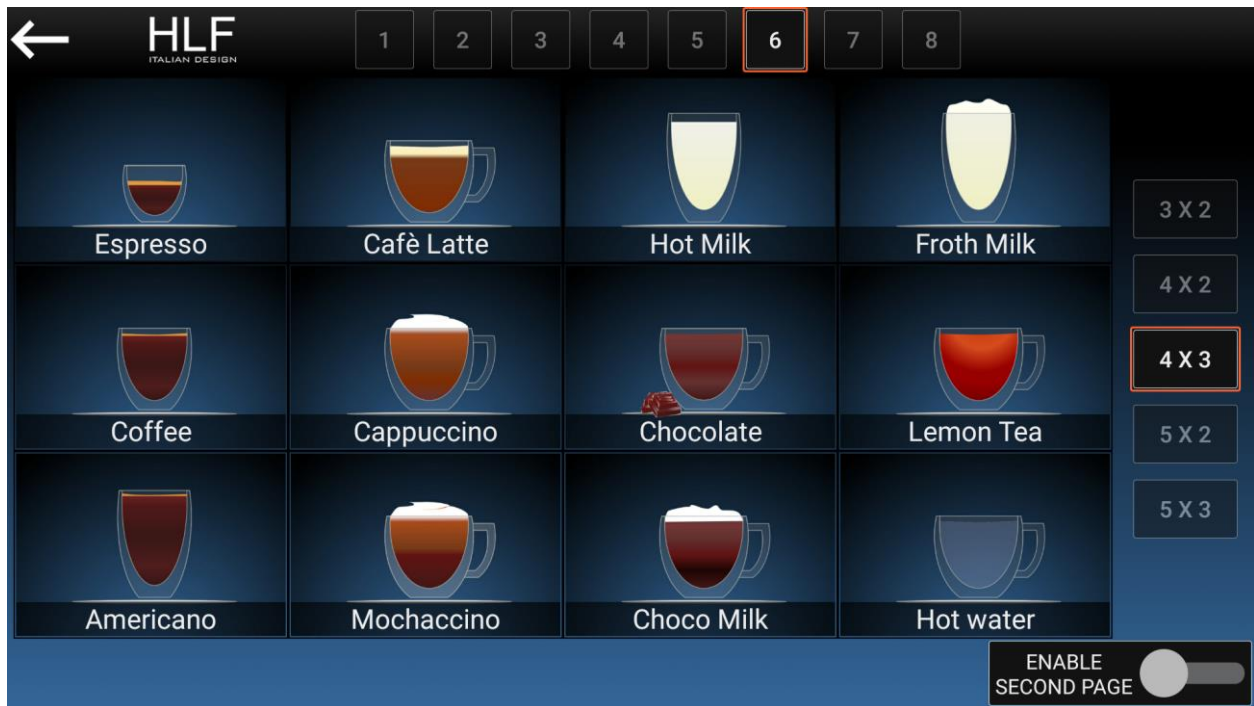 HLF
ITALIAN DESIGN
1 2 3 4 5 6 7 8
Espresso Cafè Latte Hot Milk Froth Milk
Coffee Cappuccino Chocolate Lemon Tea
Americano Mochaccino Choco Milk Hot water
3 X 2
4 X 2
4 X 3
5 X 2
5 X 3
ENABLE
SECOND PAGE